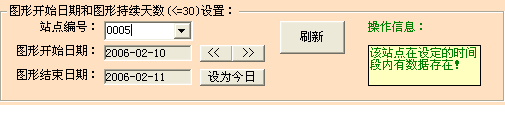 图形开始日期和图形持续天数(<=30)设置：
站点编号： 0005
图形开始日期： 2006-02-10 << >>
图形结束日期： 2006-02-11 设为今日
刷新
操作信息：
该站点在设定的时间
段内有数据存在!